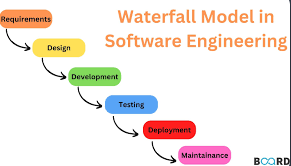 Waterfall Model in
Software Engineering
Requirements
Design
Development
Testing
Deployment
Maintainance
BOARD